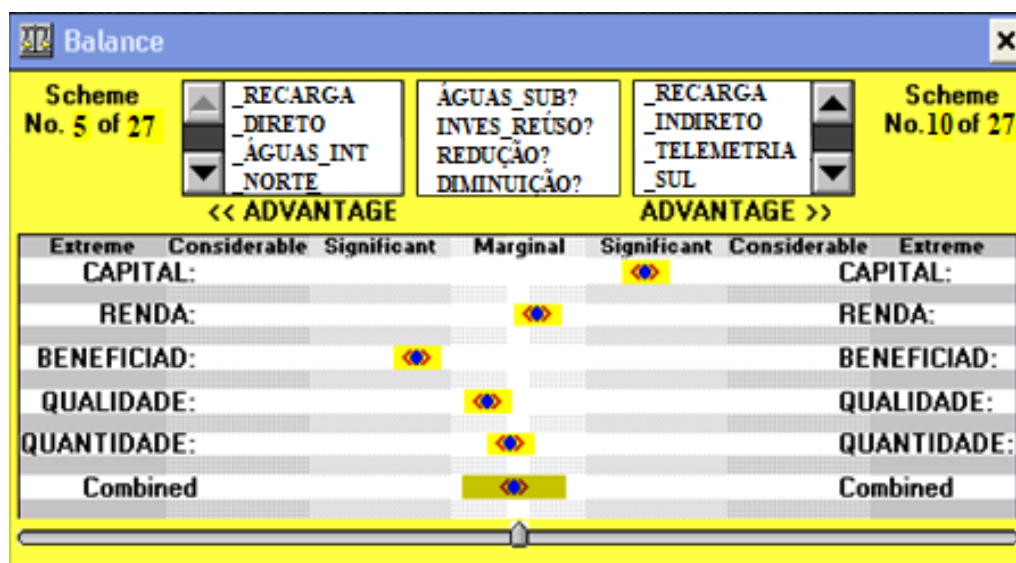 Balance
Scheme
No. 5 of 27
_RECARGA
_DIRETO
_ÁGUAS_INT
_NORTE
ÁGUAS_SUB?
INVES_REÚSO?
REDUÇÃO?
DIMINUIÇÃO?
_RECARGA
_INDIRETO
_TELEMETRIA
_SUL
Scheme
No.10 of 27
<< ADVANTAGE
ADVANTAGE >>
Extreme Considerable Significant Marginal Significant Considerable Extreme
CAPITAL: CAPITAL:
RENDA: RENDA:
BENEFICIAD: BENEFICIAD:
QUALIDADE: QUALIDADE:
QUANTIDADE: QUANTIDADE:
Combined Combined